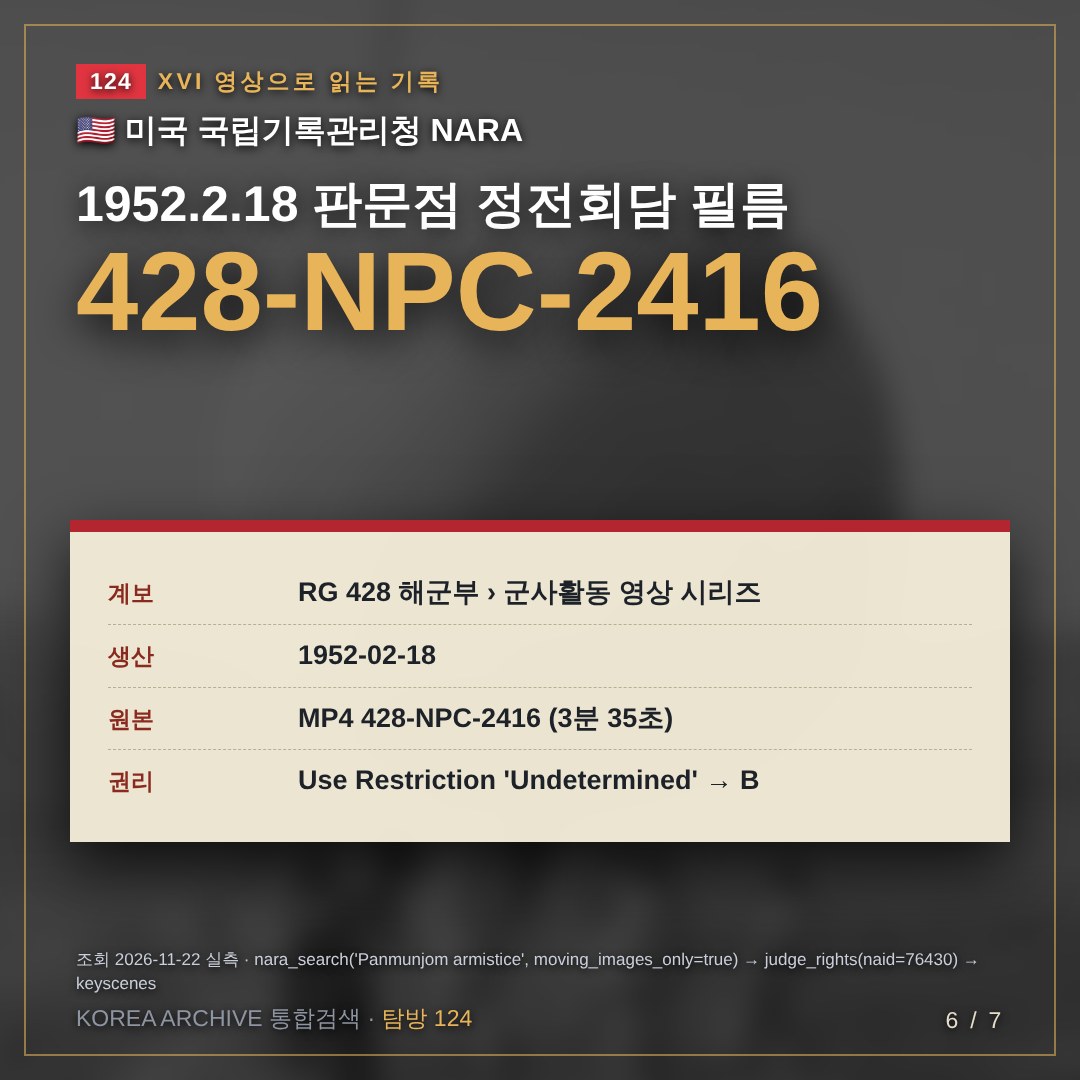 124 XVI 영상으로 읽는 기록
🇺🇸 미국 국립기록관리청 NARA
1952.2.18 판문점 정전회담 필름
428-NPC-2416
계보 RG 428 해군부 › 군사활동 영상 시리즈
생산 1952-02-18
원본 MP4 428-NPC-2416 (3분 35초)
권리 Use Restriction 'Undetermined' → B
조회 2026-11-22 실측 · nara_search('Panmunjom armistice', moving_images_only=true) → judge_rights(naid=76430) →
keyscenes
KOREA ARCHIVE 통합검색 · 탐방 124
6 / 7